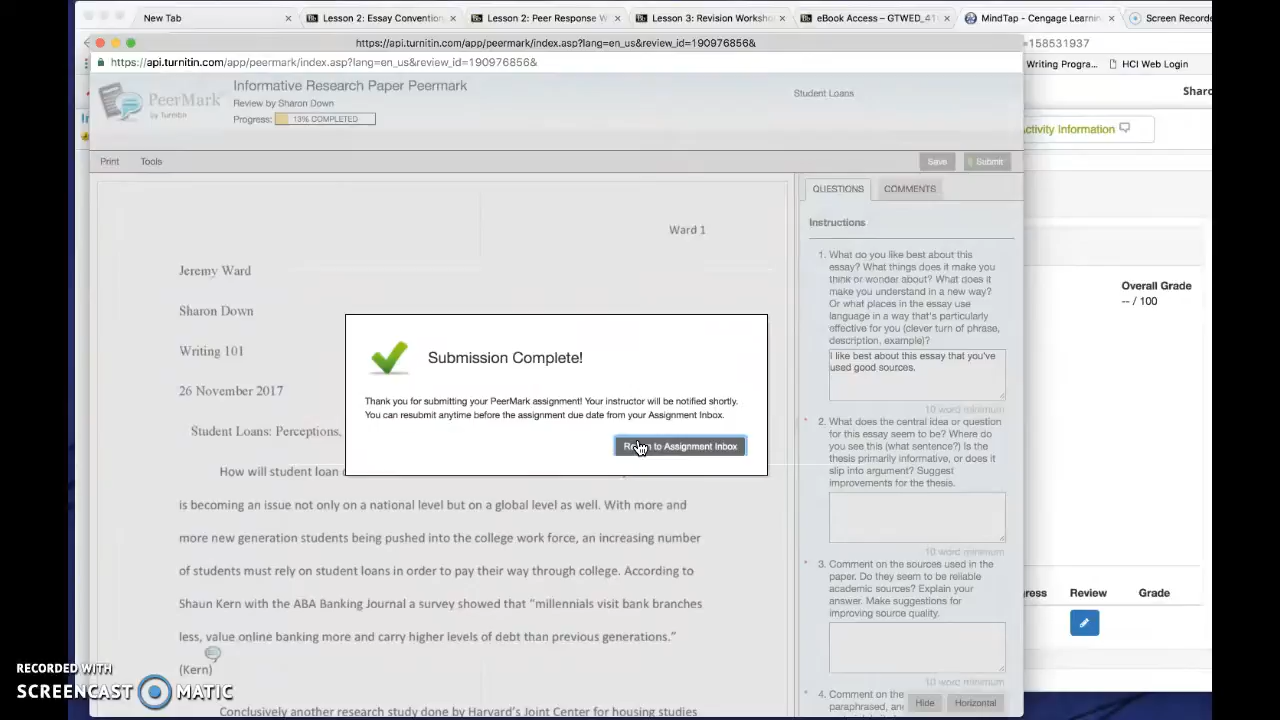 New Tab
Lesson 2: Essay Convention
Lesson 2: Peer Response W
Lesson 3: Revision Worksho
eBook Access – GTWED_41
MindTap - Cengage Learnin
Screen Recorde
https://api.turnitin.com/app/peermark/index.asp?lang=en_us&review_id=190976856&
=158531937
https://api.turnitin.com/app/peermark/index.asp?lang=en_us&review_id=190976856&
Writing Progra...
HCI Web Login
PeerMark
by Turnitin
Informative Research Paper Peermark
Review by Sharon Down
Progress: 13% COMPLETED
Student Loans
Sharo
Activity Information
Print
Tools
Save
Submit
QUESTIONS
COMMENTS
Instructions
Ward 1
Jeremy Ward
Sharon Down
Writing 101
26 November 2017
Student Loans: Perceptions,
How will student loan
is becoming an issue not only on a national level but on a global level as well. With more and
more new generation students being pushed into the college work force, an increasing number
of students must rely on student loans in order to pay their way through college. According to
Shaun Kern with the ABA Banking Journal a survey showed that “millennials visit bank branches
less, value online banking more and carry higher levels of debt than previous generations.”
(Kern)
Conclusively another research study done by Harvard’s Joint Center for housing studies
Submission Complete!
Thank you for submitting your PeerMark assignment! Your instructor will be notified shortly.
You can resubmit anytime before the assignment due date from your Assignment Inbox.
to Assignment Inbox
1. What do you like best about this
essay? What things does it make you
think or wonder about? What does it
make you understand in a new way?
Or what places in the essay use
language in a way that's particularly
effective for you (clever turn of phrase,
description, example)?
I like best about this essay that you've
used good sources.
10 word minimum
* 2. What does the central idea or question
for this essay seem to be? Where do
you see this (what sentence?) Is the
thesis primarily informative, or does it
slip into argument? Suggest
improvements for the thesis.
10 word minimum
* 3. Comment on the sources used in the
paper. Do they seem to be reliable
academic sources? Explain your
answer. Make suggestions for
improving source quality.
10 word minimum
* 4. Comment on the
paraphrased, an
Hide
Horizontal
Overall Grade
-- / 100
ress
Review
Grade
RECORDED WITH
SCREENCAST MATIC